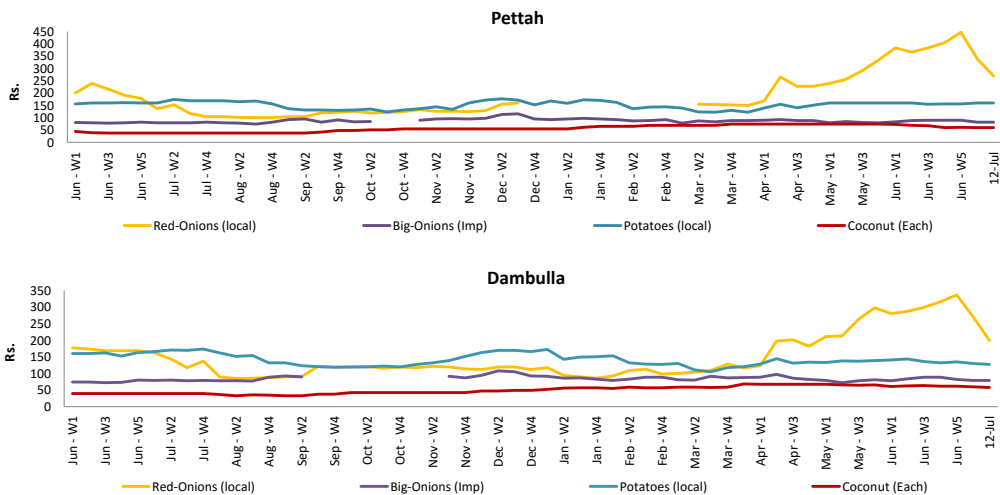 Pettah
Rs.
450
400
350
300
250
200
150
100
50
0
Jun - W1
Jun - W3
Jun - W5
Jul - W2
Jul - W4
Aug - W2
Aug - W4
Sep - W2
Sep - W4
Oct - W2
Oct - W4
Nov - W2
Nov - W4
Dec - W2
Dec - W4
Jan - W2
Jan - W4
Feb - W2
Feb - W4
Mar - W2
Mar - W4
Apr - W1
Apr - W3
May - W1
May - W3
Jun - W1
Jun - W3
Jun - W5
12-Jul
Red-Onions (local) Big-Onions (Imp) Potatoes (local) Coconut (Each)
Dambulla
Rs.
350
300
250
200
150
100
50
0
Jun - W1
Jun - W3
Jun - W5
Jul - W2
Jul - W4
Aug - W2
Aug - W4
Sep - W2
Sep - W4
Oct - W2
Oct - W4
Nov - W2
Nov - W4
Dec - W2
Dec - W4
Jan - W2
Jan - W4
Feb - W2
Feb - W4
Mar - W2
Mar - W4
Apr - W1
Apr - W3
May - W1
May - W3
Jun - W1
Jun - W3
Jun - W5
12-Jul
Red-Onions (local) Big-Onions (Imp) Potatoes (local) Coconut (Each)